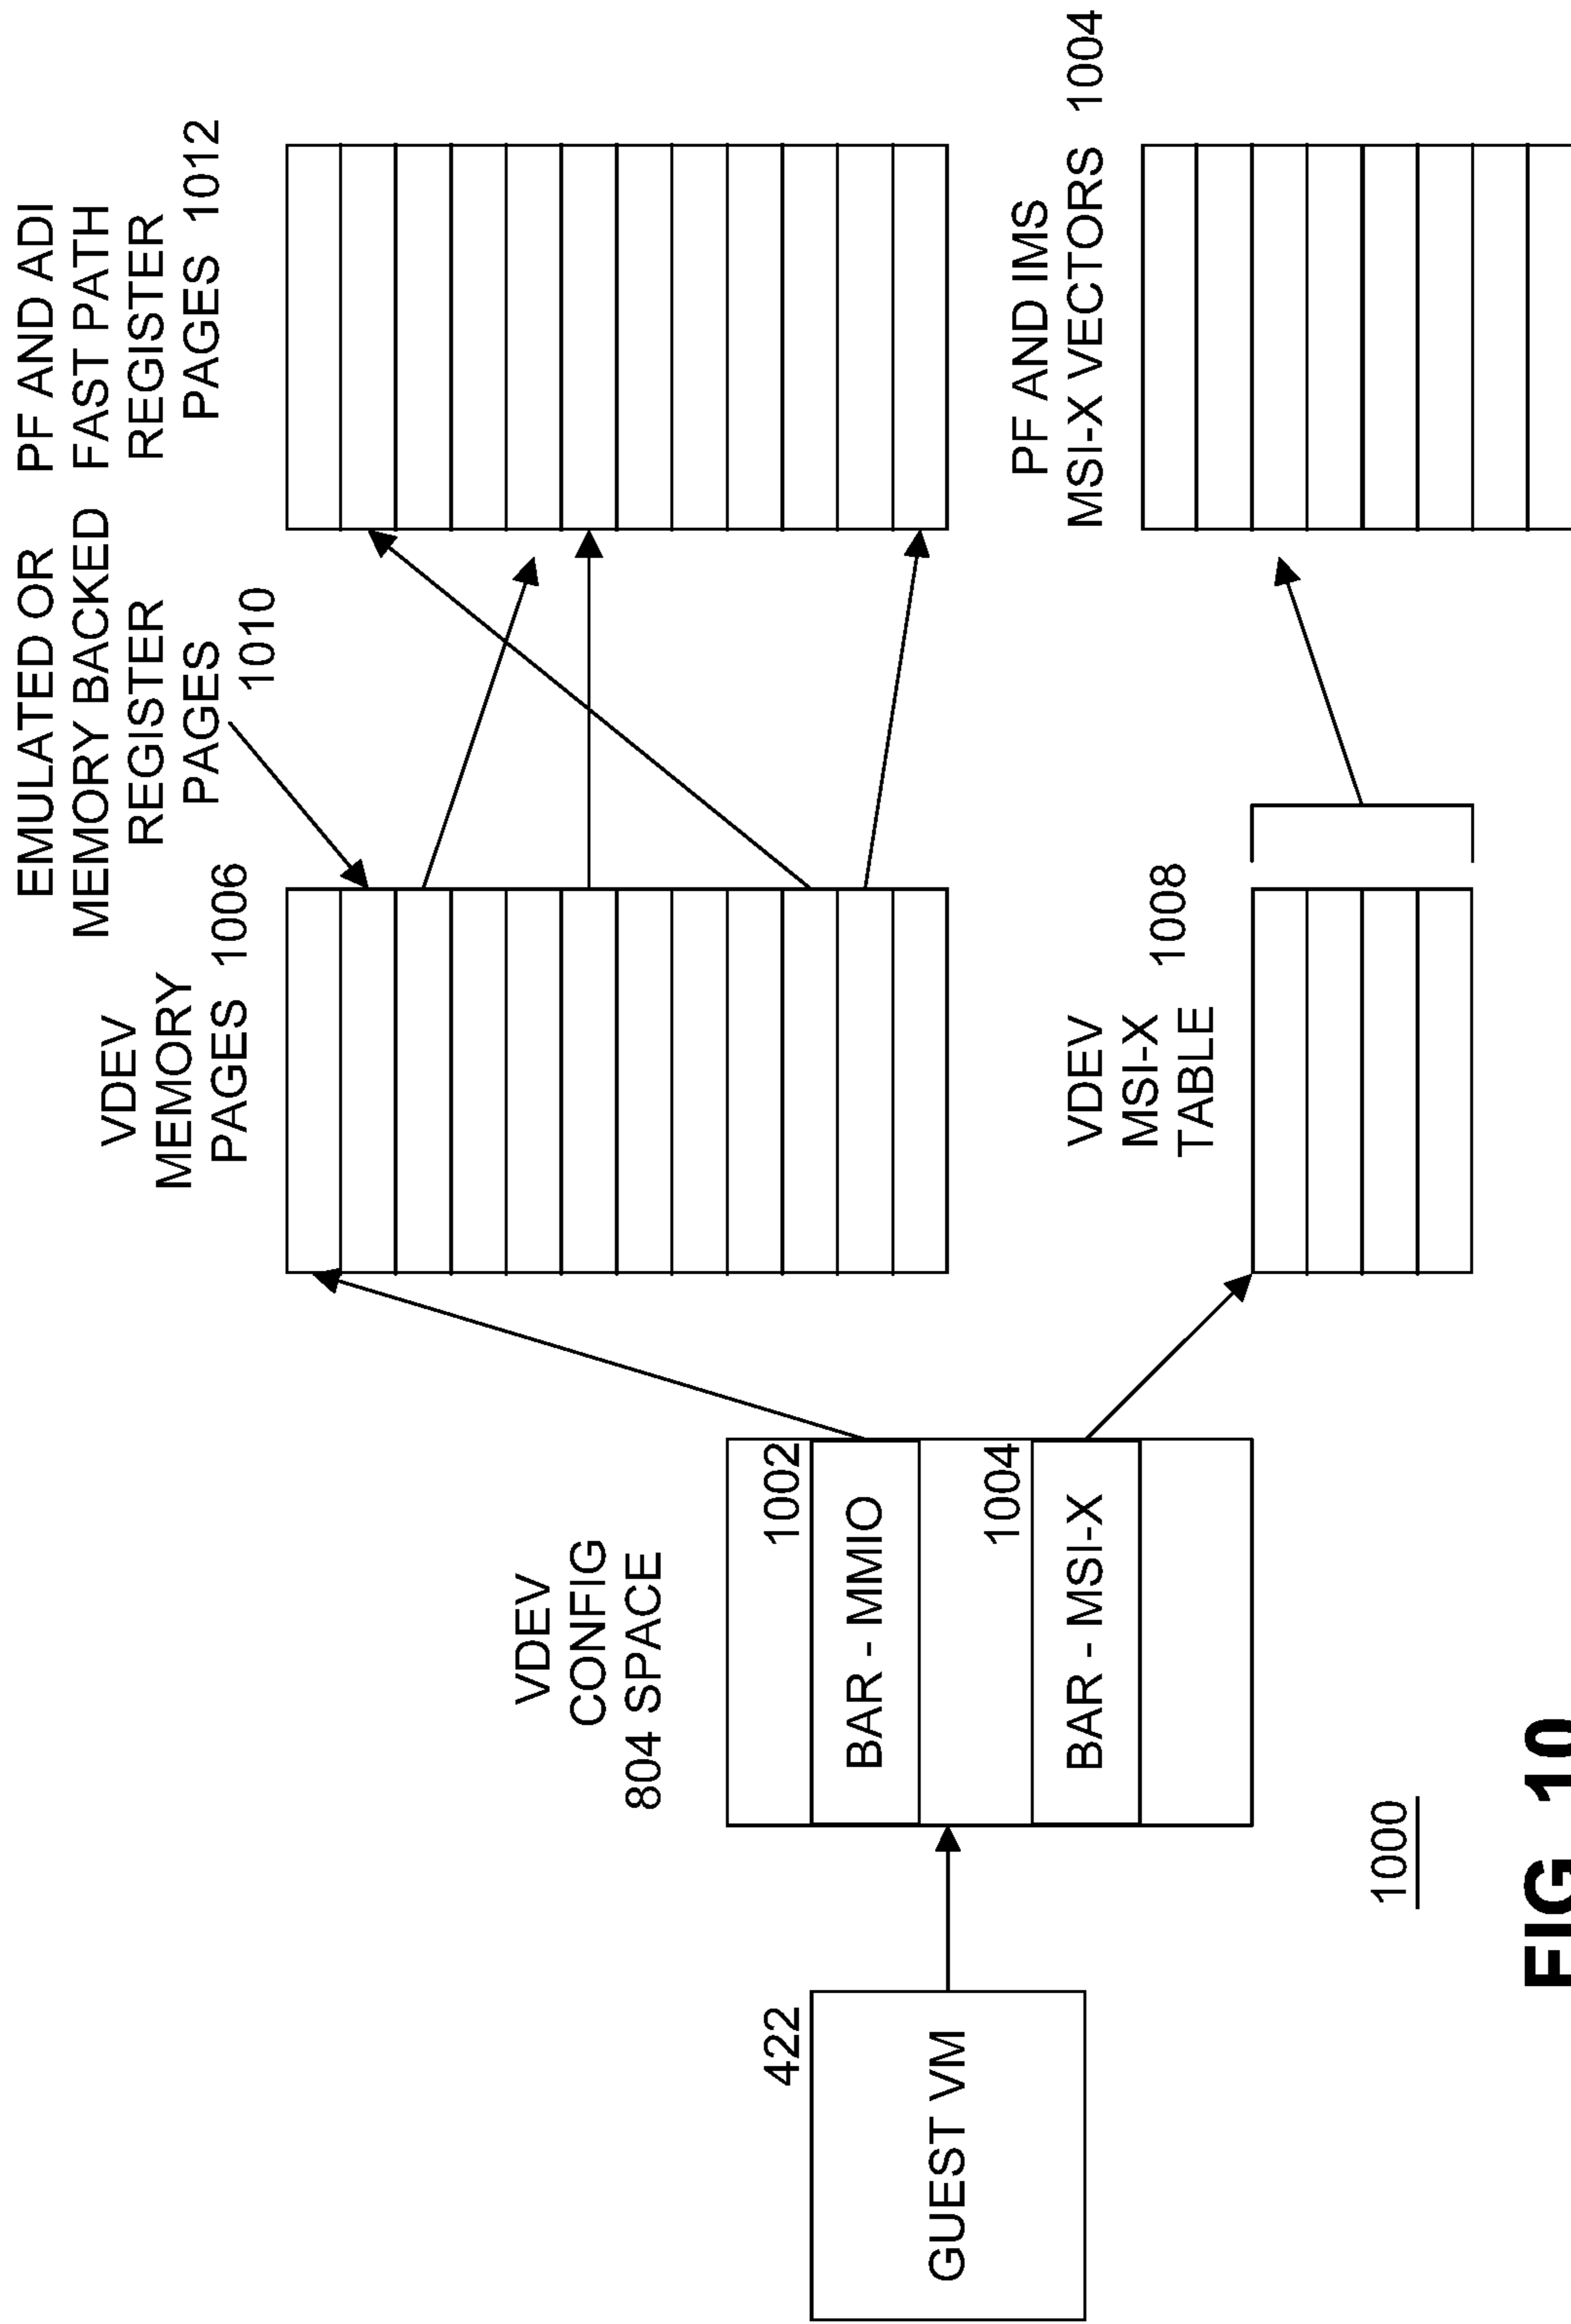 EMULATED OR
MEMORY BACKED
REGISTER
PAGES
1010
PF AND ADI
FAST PATH
REGISTER
PAGES 1012
VDEV
MEMORY
PAGES 1006
VDEV
CONFIG
804 SPACE
1002
BAR - MMIO
1004
BAR - MSI-X
422
GUEST VM
VDEV
MSI-X 1008
TABLE
PF AND IMS
MSI-X VECTORS 1004
1000
FIG. 10